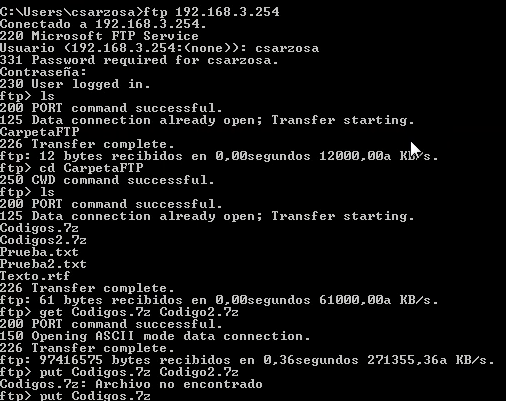 C:\Users\csarzosa>ftp 192.168.3.254
Conectado a 192.168.3.254.
220 Microsoft FTP Service
Usuario (192.168.3.254:(none)): csarzosa
331 Password required for csarzosa.
Contraseña:
230 User logged in.
ftp> ls
200 PORT command successful.
125 Data connection already open; Transfer starting.
CarpetaFTP
226 Transfer complete.
ftp: 12 bytes recibidos en 0,00segundos 12000,00a KB/s.
ftp> cd CarpetaFTP
250 CWD command successful.
ftp> ls
200 PORT command successful.
125 Data connection already open; Transfer starting.
Codigos.7z
Codigos2.7z
Prueba.txt
Prueba2.txt
Texto.rtf
226 Transfer complete.
ftp: 61 bytes recibidos en 0,00segundos 61000,00a KB/s.
ftp> get Codigos.7z Codigo2.7z
200 PORT command successful.
150 Opening ASCII mode data connection.
226 Transfer complete.
ftp: 97416575 bytes recibidos en 0,36segundos 271355,36a KB/s.
ftp> put Codigos.7z Codigo2.7z
Codigos.7z: Archivo no encontrado
ftp> put Codigos.7z